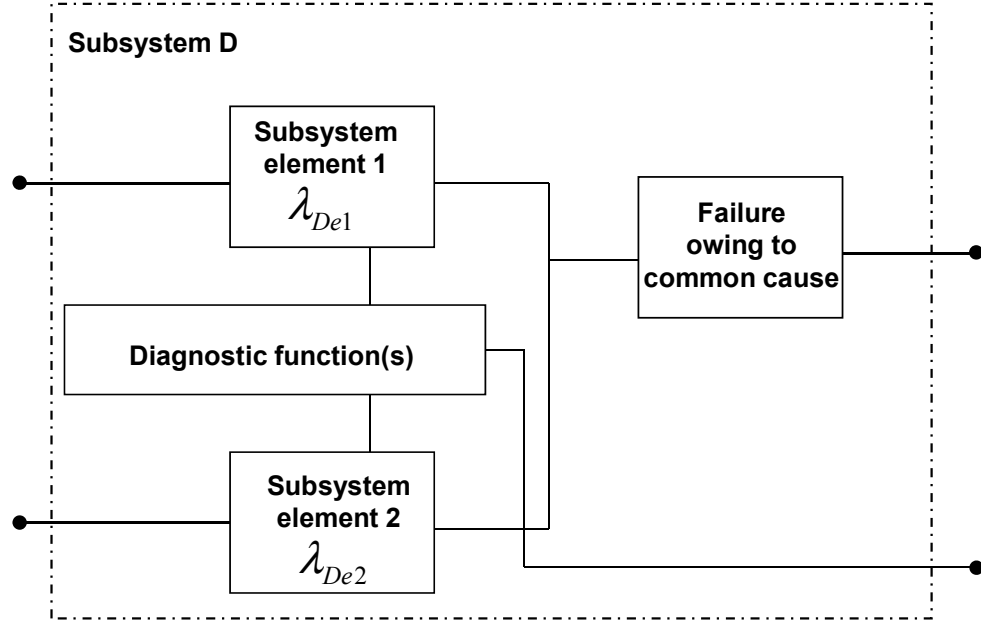 Subsystem D
Subsystem
element 1
λDe1
Failure
owing to
common cause
Diagnostic function(s)
Subsystem
element 2
λDe2